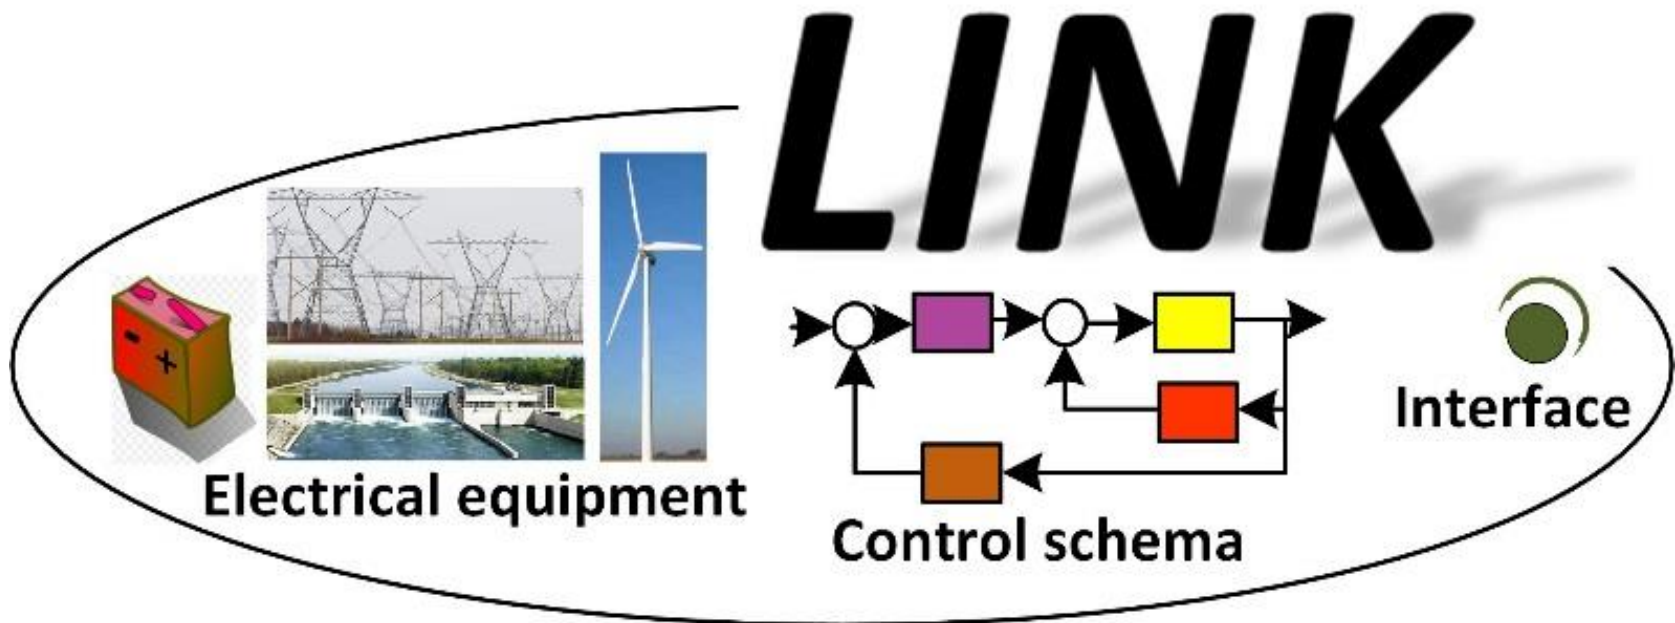 LINK
- +
Electrical equipment
Control schema
Interface